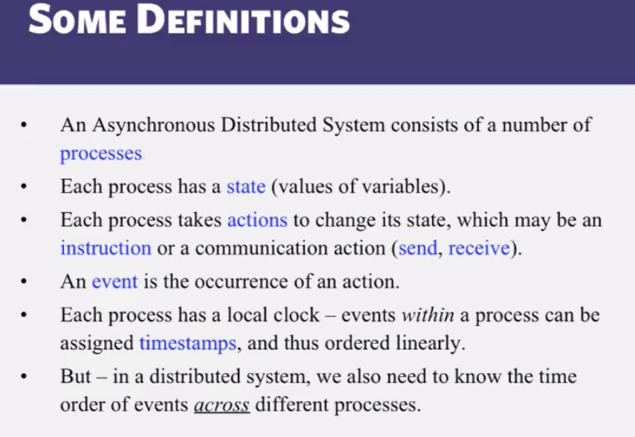 SOME DEFINITIONS
• An Asynchronous Distributed System consists of a number of
processes
• Each process has a state (values of variables).
• Each process takes actions to change its state, which may be an
instruction or a communication action (send, receive).
• An event is the occurrence of an action.
• Each process has a local clock – events within a process can be
assigned timestamps, and thus ordered linearly.
• But – in a distributed system, we also need to know the time
order of events across different processes.